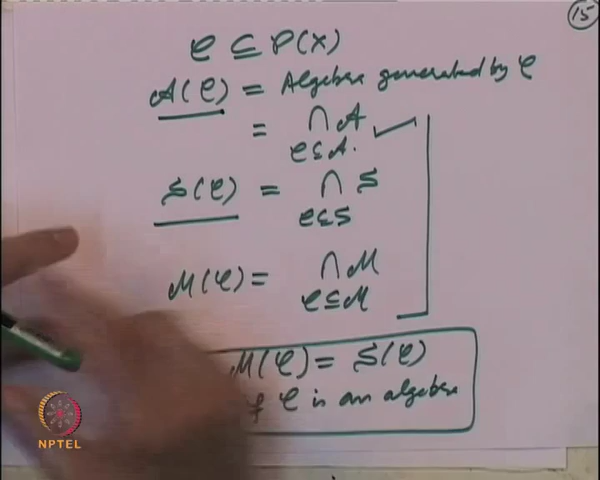 15
𝒞 ⊆ P(X)
𝒜(𝒞) = Algebra generated by 𝒞
= ∩ 𝒜
𝒞 ⊆ 𝒜.
𝒮(𝒞) = ∩ 𝒮
𝒞 ⊆ 𝒮
ℳ(𝒞) = ∩ ℳ
𝒞 ⊆ ℳ
ℳ(𝒞) = 𝒮(𝒞)
𝒞 is an algebra
NPTEL